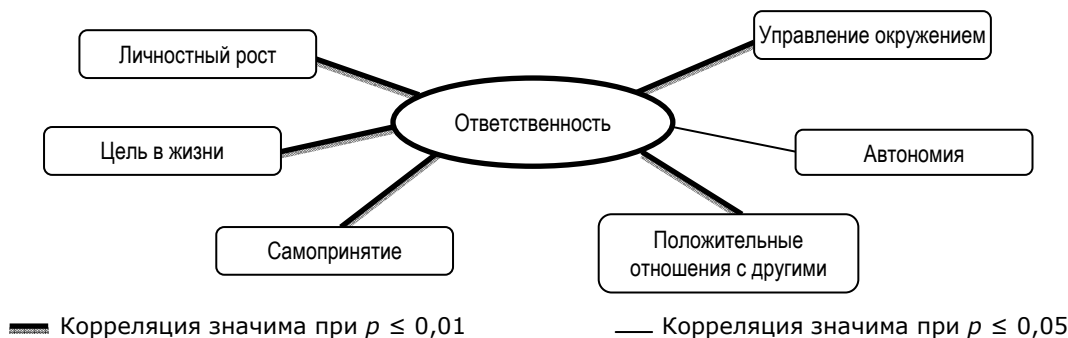 Управление окружением
Личностный рост
Ответственность
Цель в жизни
Автономия
Самопринятие
Положительные
отношения с другими
Корреляция значима при p ≤ 0,01
Корреляция значима при p ≤ 0,05